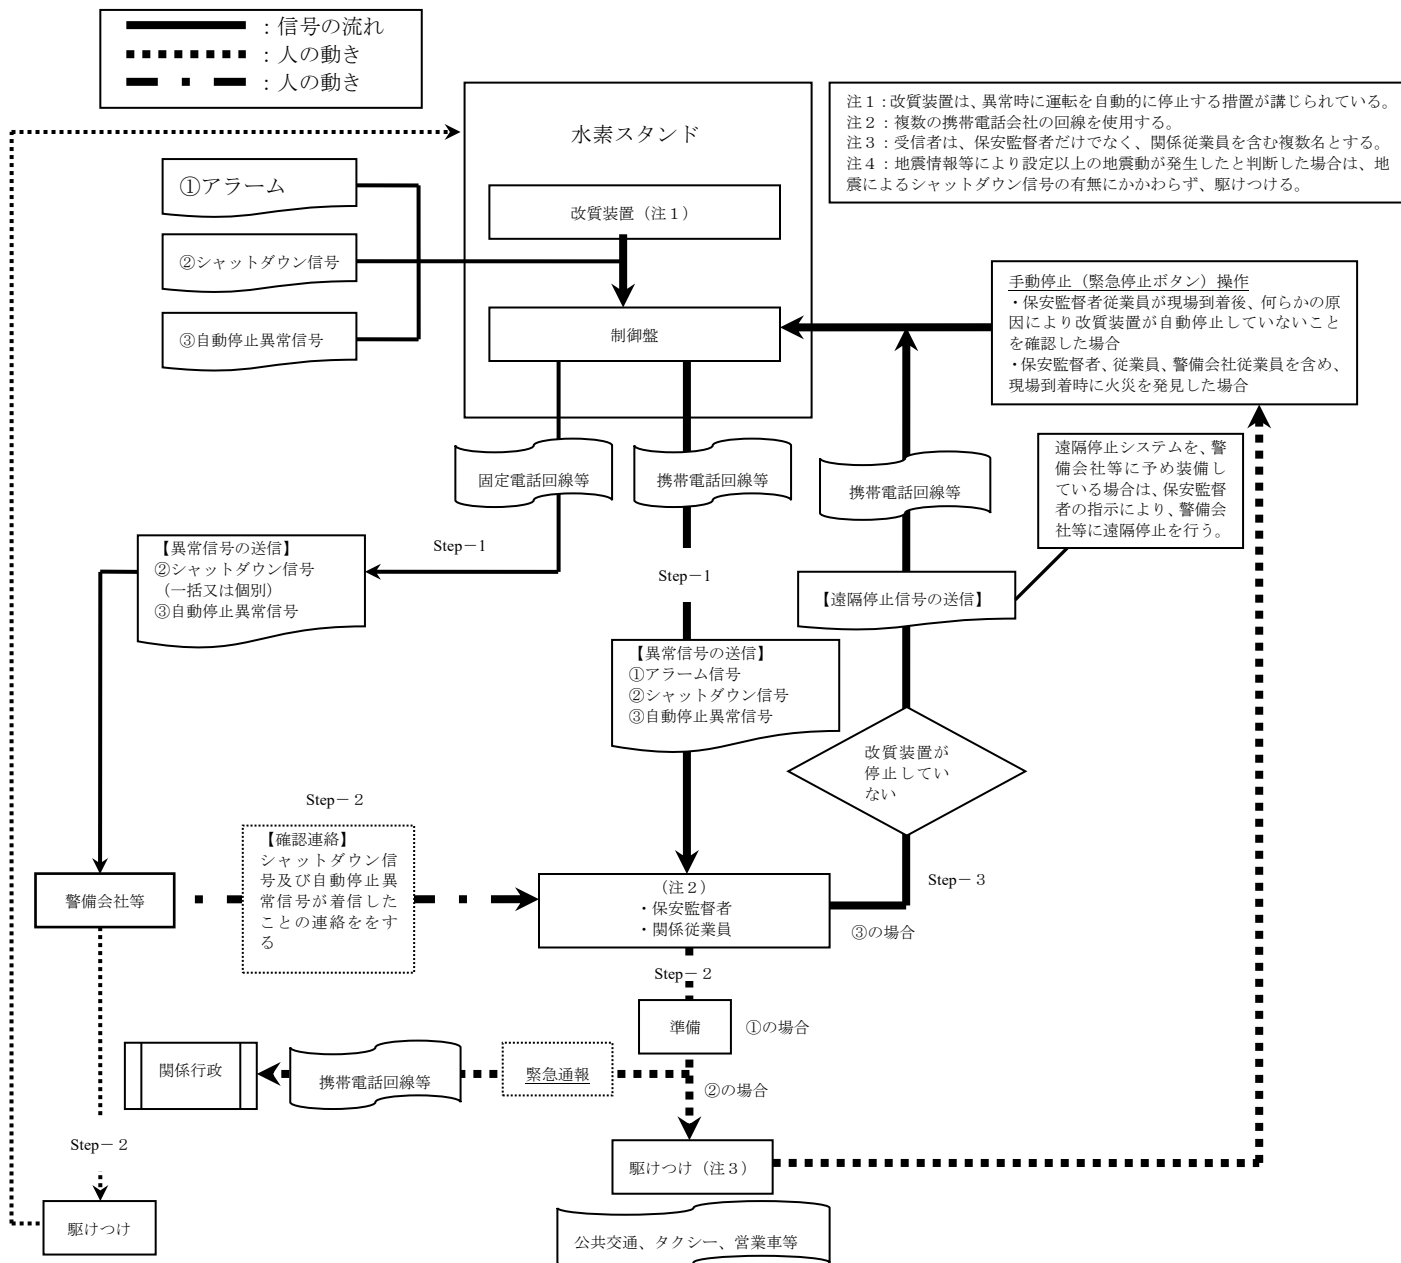 ：信号の流れ
：人の動き
：人の動き
水素スタンド
注１：改質装置は、異常時に運転を自動的に停止する措置が講じられている。
注２：複数の携帯電話会社の回線を使用する。
注３：受信者は、保安監督者だけでなく、関係従業員を含む複数名とする。
注４：地震情報等により設定以上の地震動が発生したと判断した場合は、地
震によるシャットダウン信号の有無にかかわらず、駆けつける。
①アラーム
②シャットダウン信号
③自動停止異常信号
改質装置（注１）
制御盤
手動停止（緊急停止ボタン）操作
・保安監督者従業員が現場到着後、何らかの原
因により改質装置が自動停止していないこと
を確認した場合
・保安監督者、従業員、警備会社従業員を含め、
現場到着時に火災を発見した場合
固定電話回線等
携帯電話回線等
携帯電話回線等
遠隔停止システムを、警
備会社等に予め装備し
ている場合は、保安監督
者の指示により、警備会
社等に遠隔停止を行う。
Step－1
【異常信号の送信】
②シャットダウン信号
（一括又は個別）
③自動停止異常信号
Step－1
【遠隔停止信号の送信】
【異常信号の送信】
①アラーム信号
②シャットダウン信号
③自動停止異常信号
改質装置が
停止してい
ない
Step－２
【確認連絡】
シャットダウン信
号及び自動停止異
常信号が着信した
ことの連絡ををす
る
警備会社等
（注２）
・保安監督者
・関係従業員
Step－３
③の場合
Step－２
準備
①の場合
関係行政
携帯電話回線等
緊急通報
②の場合
Step－２
駆けつけ（注３）
駆けつけ
公共交通、タクシー、営業車等